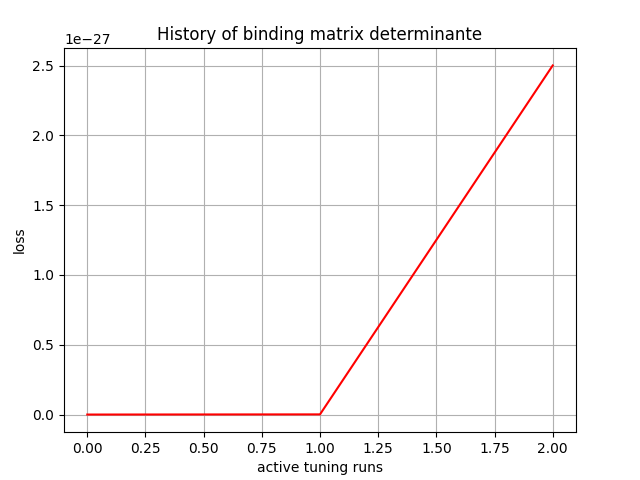 History of binding matrix determinante
1e−27
2.5
2.0
1.5
1.0
0.5
0.0
loss
0.00 0.25 0.50 0.75 1.00 1.25 1.50 1.75 2.00
active tuning runs